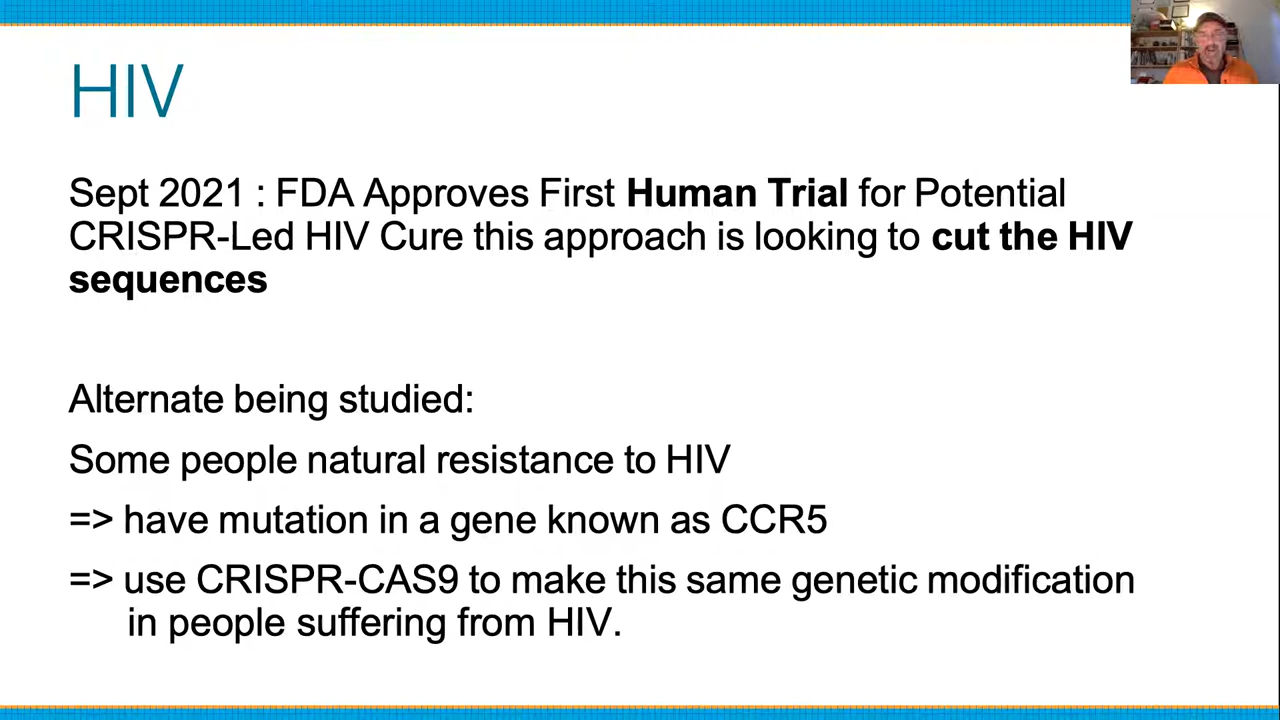 HIV
Sept 2021 : FDA Approves First Human Trial for Potential
CRISPR-Led HIV Cure this approach is looking to cut the HIV
sequences
Alternate being studied:
Some people natural resistance to HIV
=> have mutation in a gene known as CCR5
=> use CRISPR-CAS9 to make this same genetic modification
in people suffering from HIV.